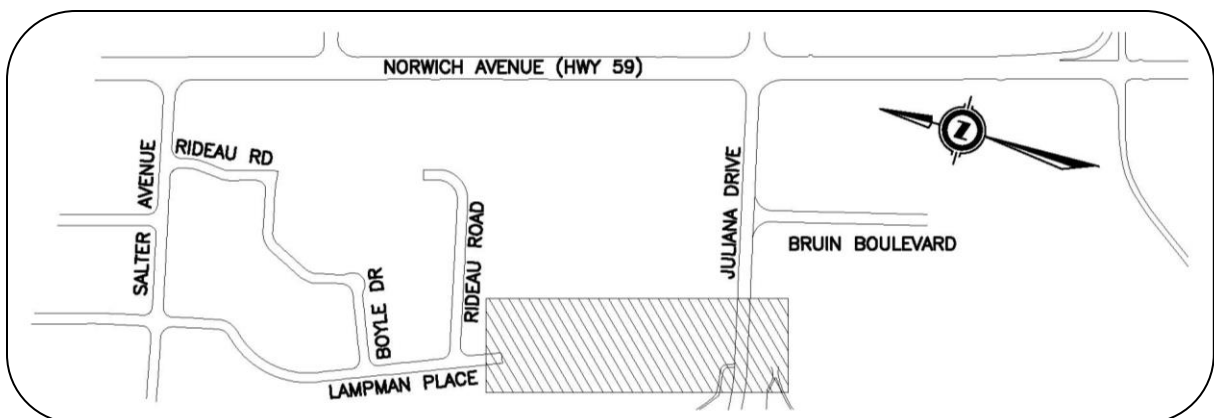 NORWICH AVENUE (HWY 59)
SALTER AVENUE
RIDEAU RD
BOYLE DR
RIDEAU ROAD
LAMPMAN PLACE
JULIANA DRIVE
BRUIN BOULEVARD
N